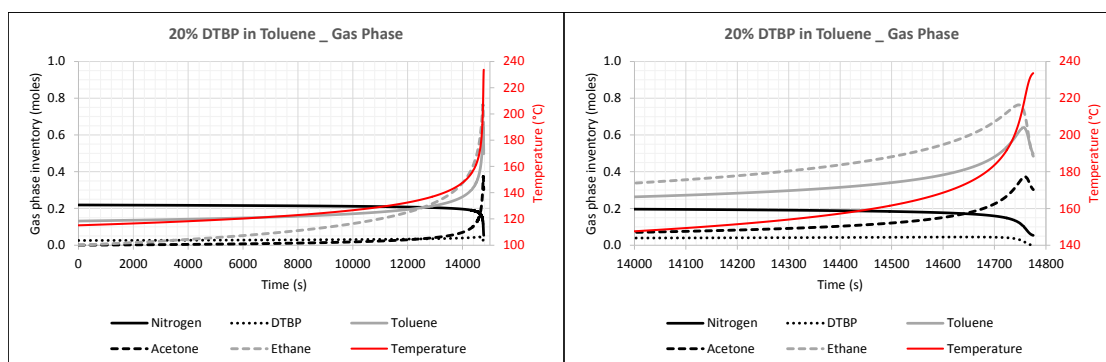 20% DTBP in Toluene _ Gas Phase
1.0
0.8
0.6
0.4
0.2
0.0
Gas phase inventory (moles)
240
220
200
180
160
140
120
100
Temperature (°C)
0 2000 4000 6000 8000 10000 12000 14000
Time (s)
Nitrogen DTBP Toluene
Acetone Ethane Temperature
20% DTBP in Toluene _ Gas Phase
1.0
0.8
0.6
0.4
0.2
0.0
Gas phase inventory (moles)
240
220
200
180
160
140
Temperature (°C)
14000 14100 14200 14300 14400 14500 14600 14700 14800
Time (s)
Nitrogen DTBP Toluene
Acetone Ethane Temperature